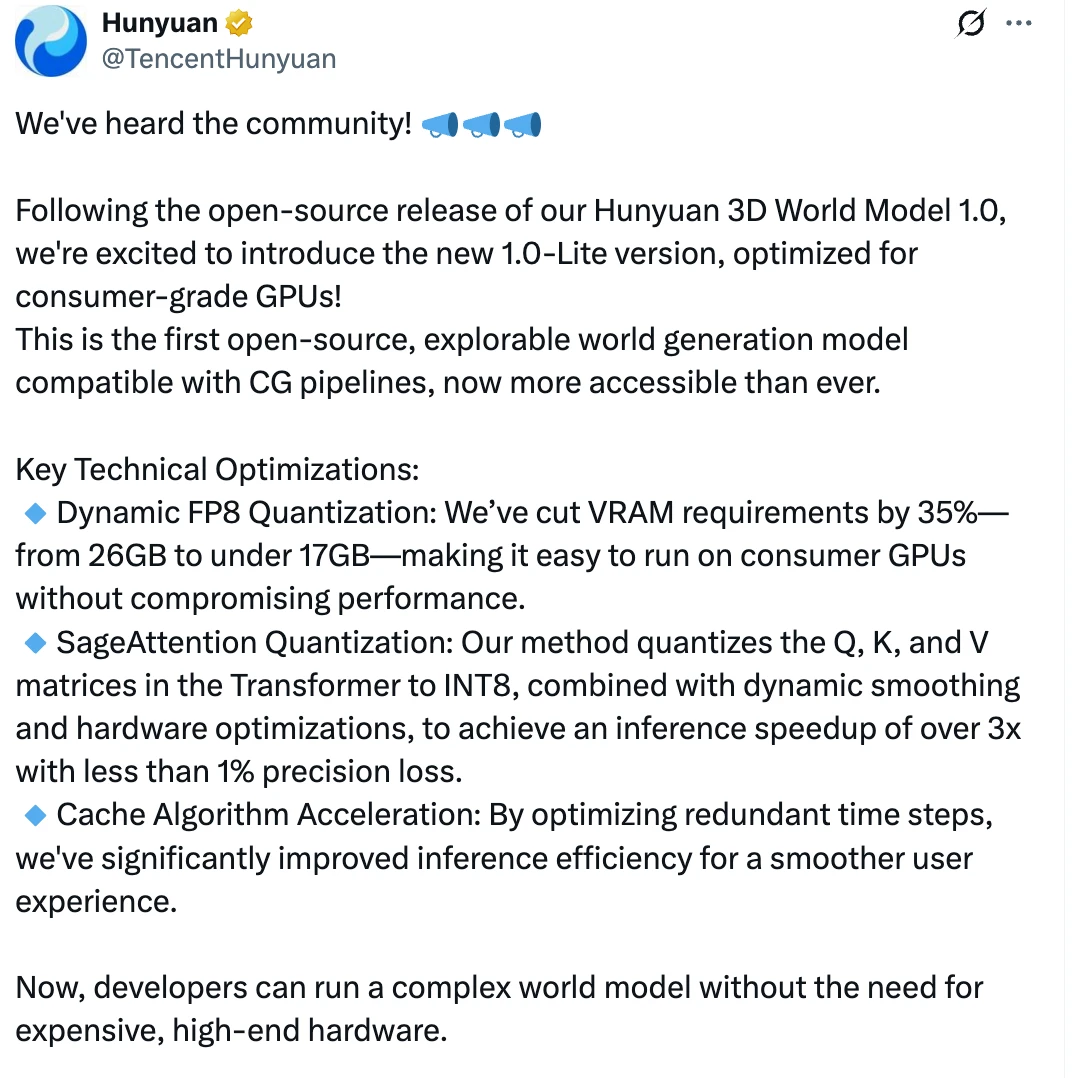 Hunyuan
@TencentHunyuan
We've heard the community! 📢📢📢
Following the open-source release of our Hunyuan 3D World Model 1.0,
we're excited to introduce the new 1.0-Lite version, optimized for
consumer-grade GPUs!
This is the first open-source, explorable world generation model
compatible with CG pipelines, now more accessible than ever.
Key Technical Optimizations:
🔹Dynamic FP8 Quantization: We’ve cut VRAM requirements by 35%—
from 26GB to under 17GB—making it easy to run on consumer GPUs
without compromising performance.
🔹SageAttention Quantization: Our method quantizes the Q, K, and V
matrices in the Transformer to INT8, combined with dynamic smoothing
and hardware optimizations, to achieve an inference speedup of over 3x
with less than 1% precision loss.
🔹Cache Algorithm Acceleration: By optimizing redundant time steps,
we've significantly improved inference efficiency for a smoother user
experience.
Now, developers can run a complex world model without the need for
expensive, high-end hardware.